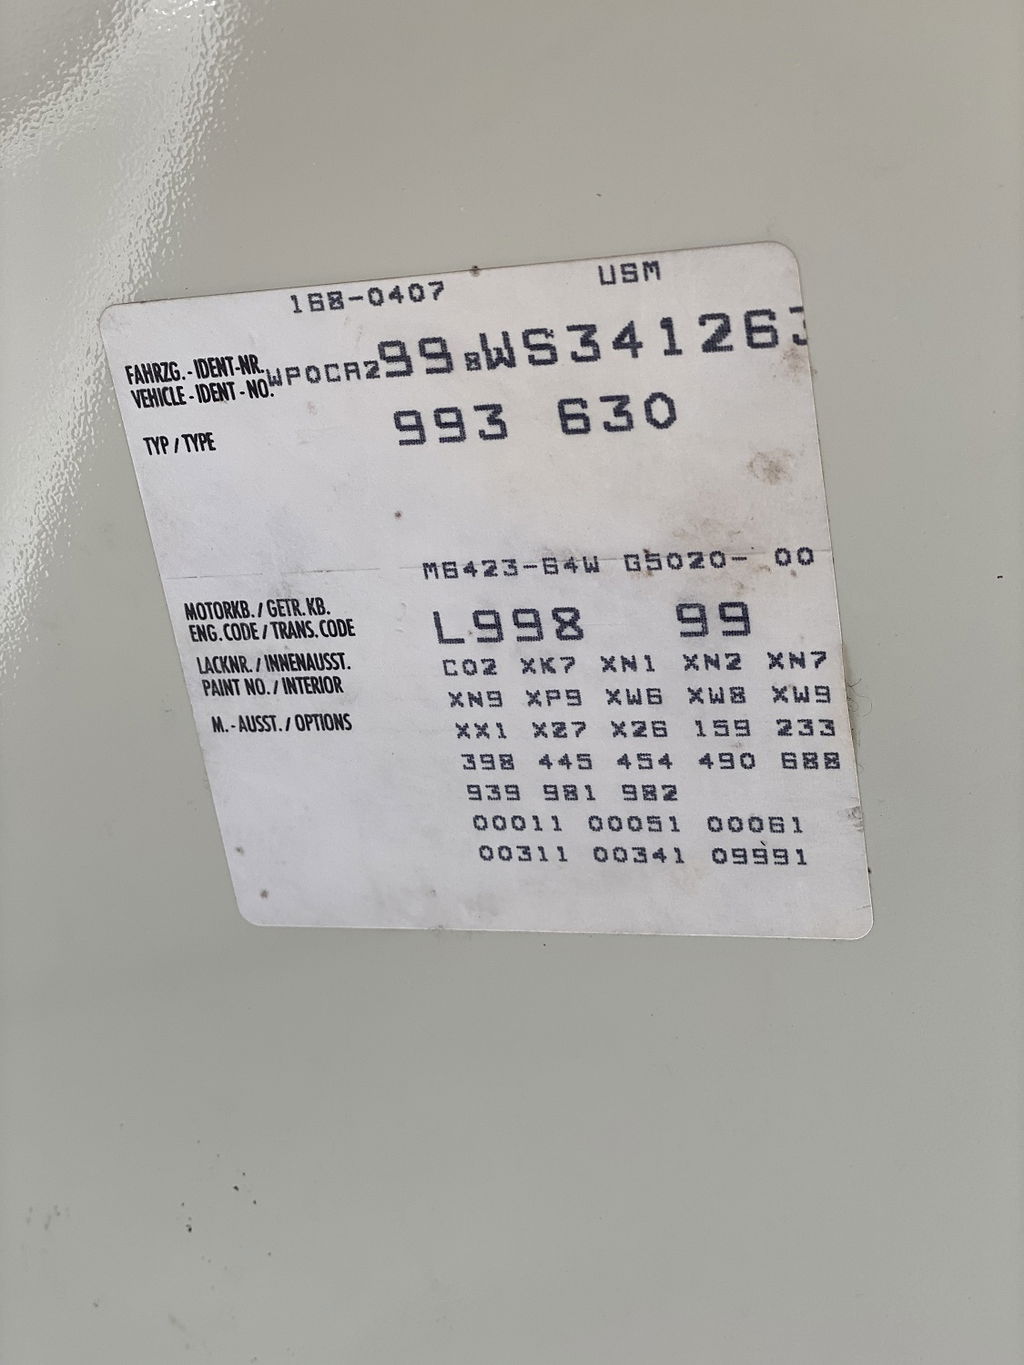 168-0407 USM
FAHRZG.-IDENT-NR.
VEHICLE-IDENT-NO. WP0CA2998WS341263
TYP / TYPE 993 630
M6423-64W G5020- 00
MOTORKB. / GETR. KB.
ENG. CODE / TRANS. CODE L998 99
LACKNR. / INNENAUSST. C02 XK7 XN1 XN2 XN7
PAINT NO. / INTERIOR XN9 XP9 XW6 XW8 XW9
M.-AUSST. / OPTIONS XX1 X27 X26 159 233
398 445 454 490 688
939 981 982
00011 00051 00061
00311 00341 09991